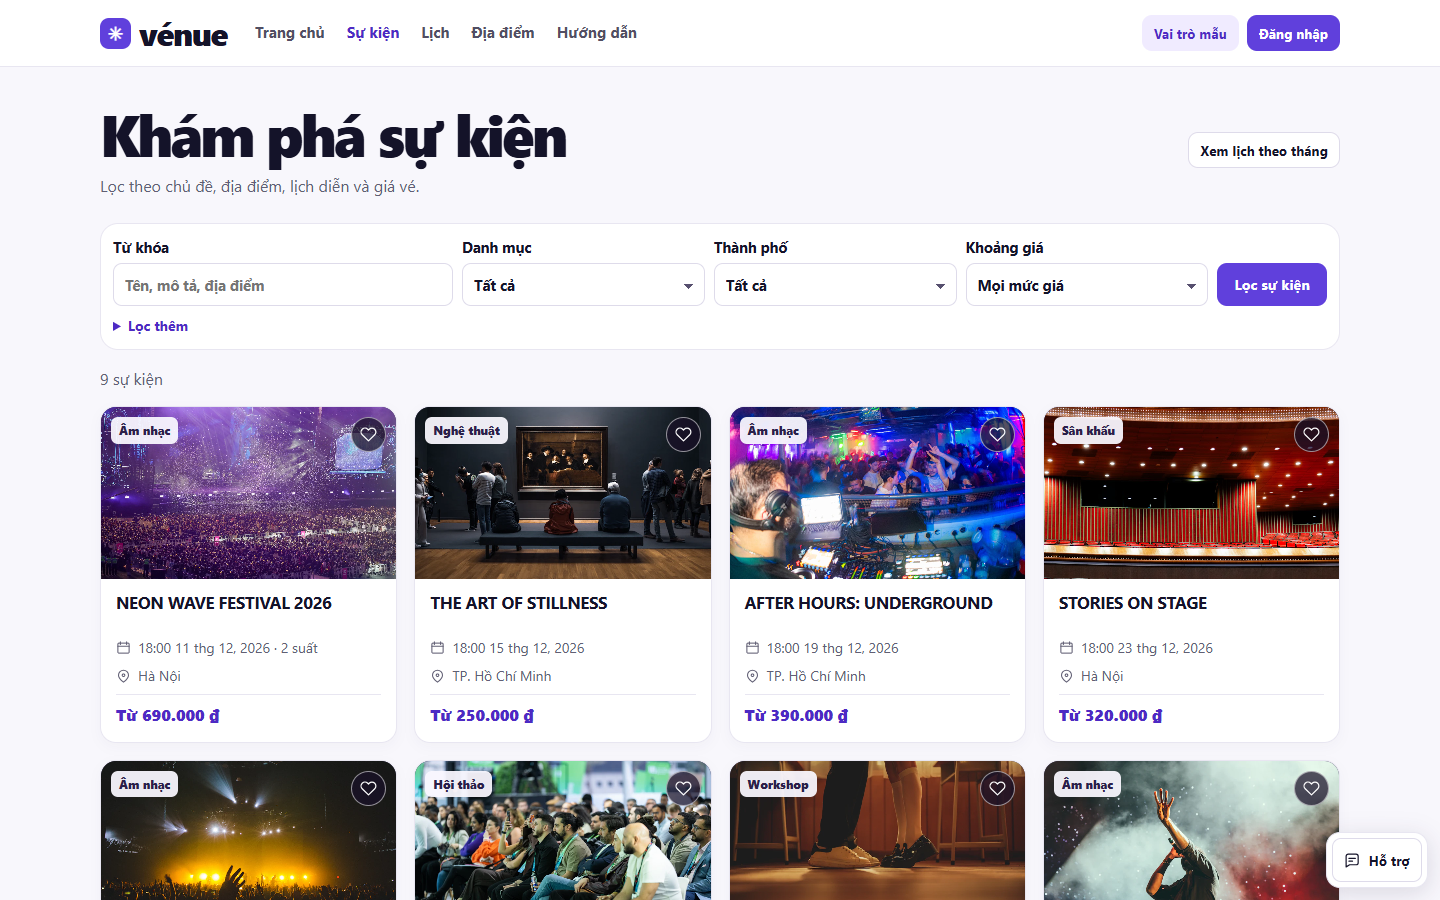 vénue
Trang chủ
Sự kiện
Lịch
Địa điểm
Hướng dẫn
Vai trò mẫu
Đăng nhập
Khám phá sự kiện
Lọc theo chủ đề, địa điểm, lịch diễn và giá vé.
Xem lịch theo tháng
Từ khóa
Danh mục
Thành phố
Khoảng giá
Tên, mô tả, địa điểm
Tất cả
Tất cả
Mọi mức giá
Lọc sự kiện
Lọc thêm
9 sự kiện
Âm nhạc
Nghệ thuật
Âm nhạc
Sân khấu
NEON WAVE FESTIVAL 2026
18:00 11 thg 12, 2026 · 2 suất
Hà Nội
Từ 690.000 ₫
THE ART OF STILLNESS
18:00 15 thg 12, 2026
TP. Hồ Chí Minh
Từ 250.000 ₫
AFTER HOURS: UNDERGROUND
18:00 19 thg 12, 2026
TP. Hồ Chí Minh
Từ 390.000 ₫
STORIES ON STAGE
18:00 23 thg 12, 2026
Hà Nội
Từ 320.000 ₫
Âm nhạc
Hội thảo
Workshop
Âm nhạc
Hỗ trợ